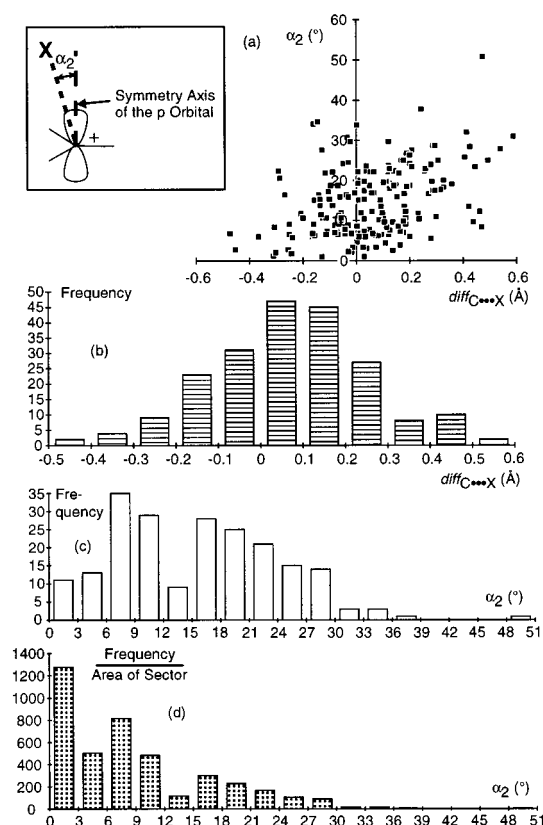 X
α2
Symmetry Axis
of the p Orbital
+
(a)
α2 (°)
60
50
40
30
20
10
0
-0.6 -0.4 -0.2 0 0.2 0.4 0.6
diffC•••X (Å)
Frequency
(b)
50
45
40
35
30
25
20
15
10
5
0
-0.5 -0.4 -0.3 -0.2 -0.1 0 0.1 0.2 0.3 0.4 0.5 0.6
diffC•••X (Å)
Fre-
quency
(c)
35
30
25
20
15
10
5
0
α2 (°)
0 3 6 9 12 15 18 21 24 27 30 33 36 39 42 45 48 51
Frequency
Area of Sector
(d)
1400
1200
1000
800
600
400
200
0
α2 (°)
0 3 6 9 12 15 18 21 24 27 30 33 36 39 42 45 48 51